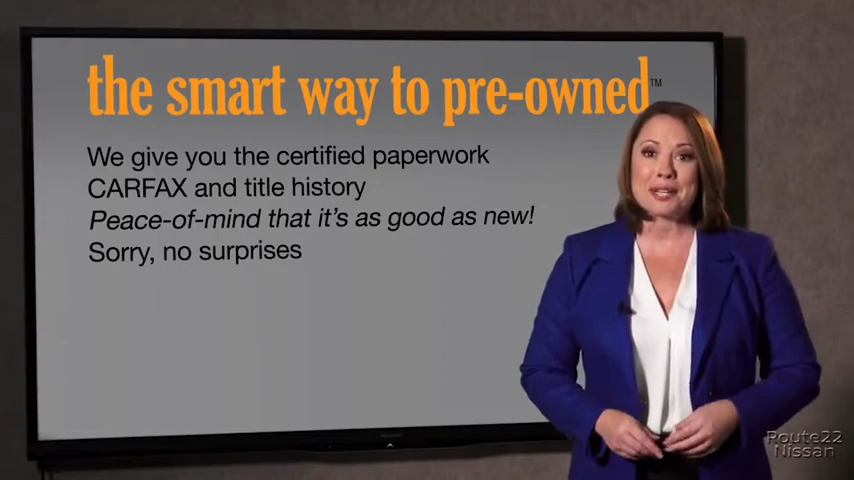 the smart way to pre-owned™
We give you the certified paperwork
CARFAX and title history
Peace-of-mind that it's as good as new!
Sorry, no surprises
Route22
Nissan